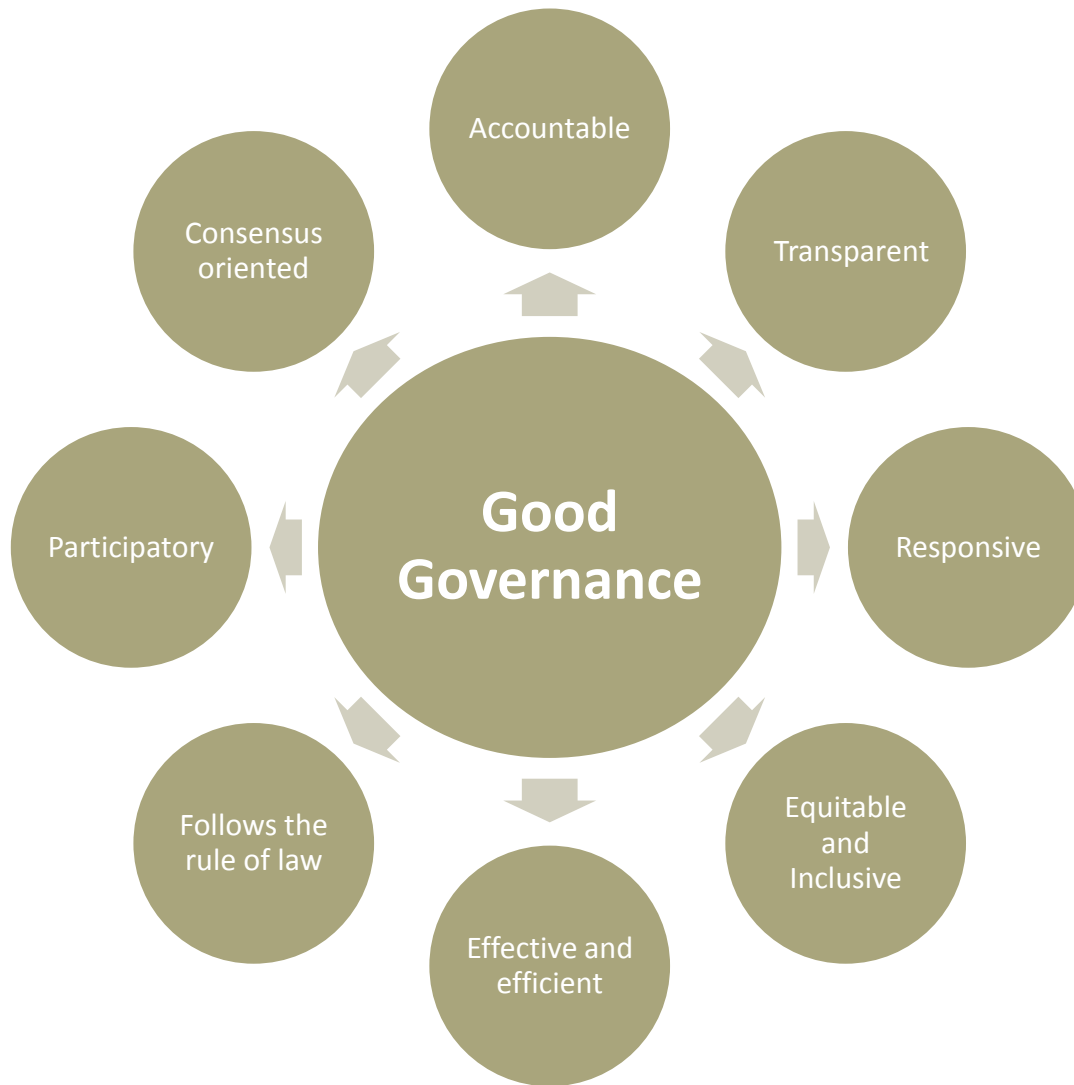 Accountable
Consensus
oriented
Transparent
Good
Governance
Participatory
Responsive
Follows the
rule of law
Equitable
and
Inclusive
Effective and
efficient